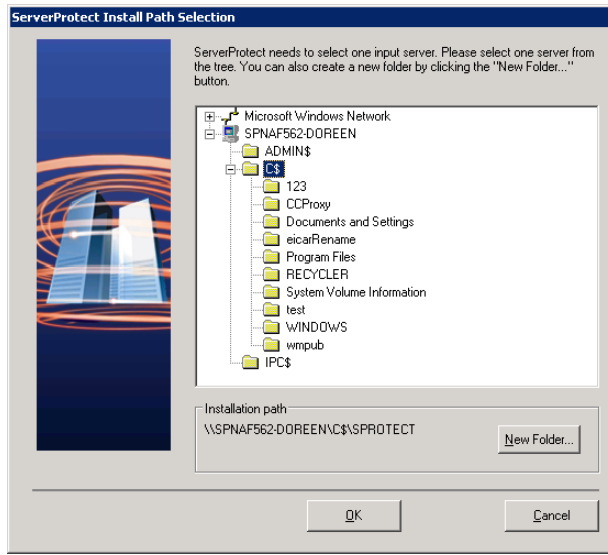 ServerProtect Install Path Selection
ServerProtect needs to select one input server. Please select one server from
the tree. You can also create a new folder by clicking the "New Folder..."
button.
Microsoft Windows Network
SPNAF562-DOREEN
ADMIN$
C$
123
CCProxy
Documents and Settings
eicarRename
Program Files
RECYCLER
System Volume Information
test
WINDOWS
wmpub
IPC$
Installation path
\\SPNAF562-DOREEN\C$\SPROTECT
New Folder...
OK
Cancel